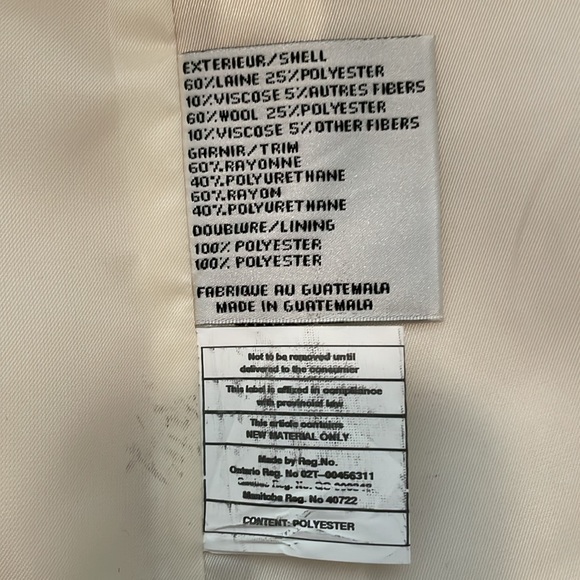 EXTERIEUR/SHELL
60%LAINE 25%POLYESTER
10%VISCOSE 5%AUTRES FIBERS
60%WOOL 25%POLYESTER
10%VISCOSE 5%OTHER FIBERS
GARNIR/TRIM
60%RAYONNE
40%POLYURETHANE
60%RAYON
40%POLYURETHANE
DOUBLURE/LINING
100% POLYESTER
100% POLYESTER
FABRIQUE AU GUATEMALA
MADE IN GUATEMALA
Not to be removed until
delivered to the consumer
This label is affixed in compliance
with provincial law
This article contains
NEW MATERIAL ONLY
Made by Reg.No.
Ontario Reg. No 02T-00456311
Reg. No.
Manitoba Reg. No 40722
CONTENT: POLYESTER